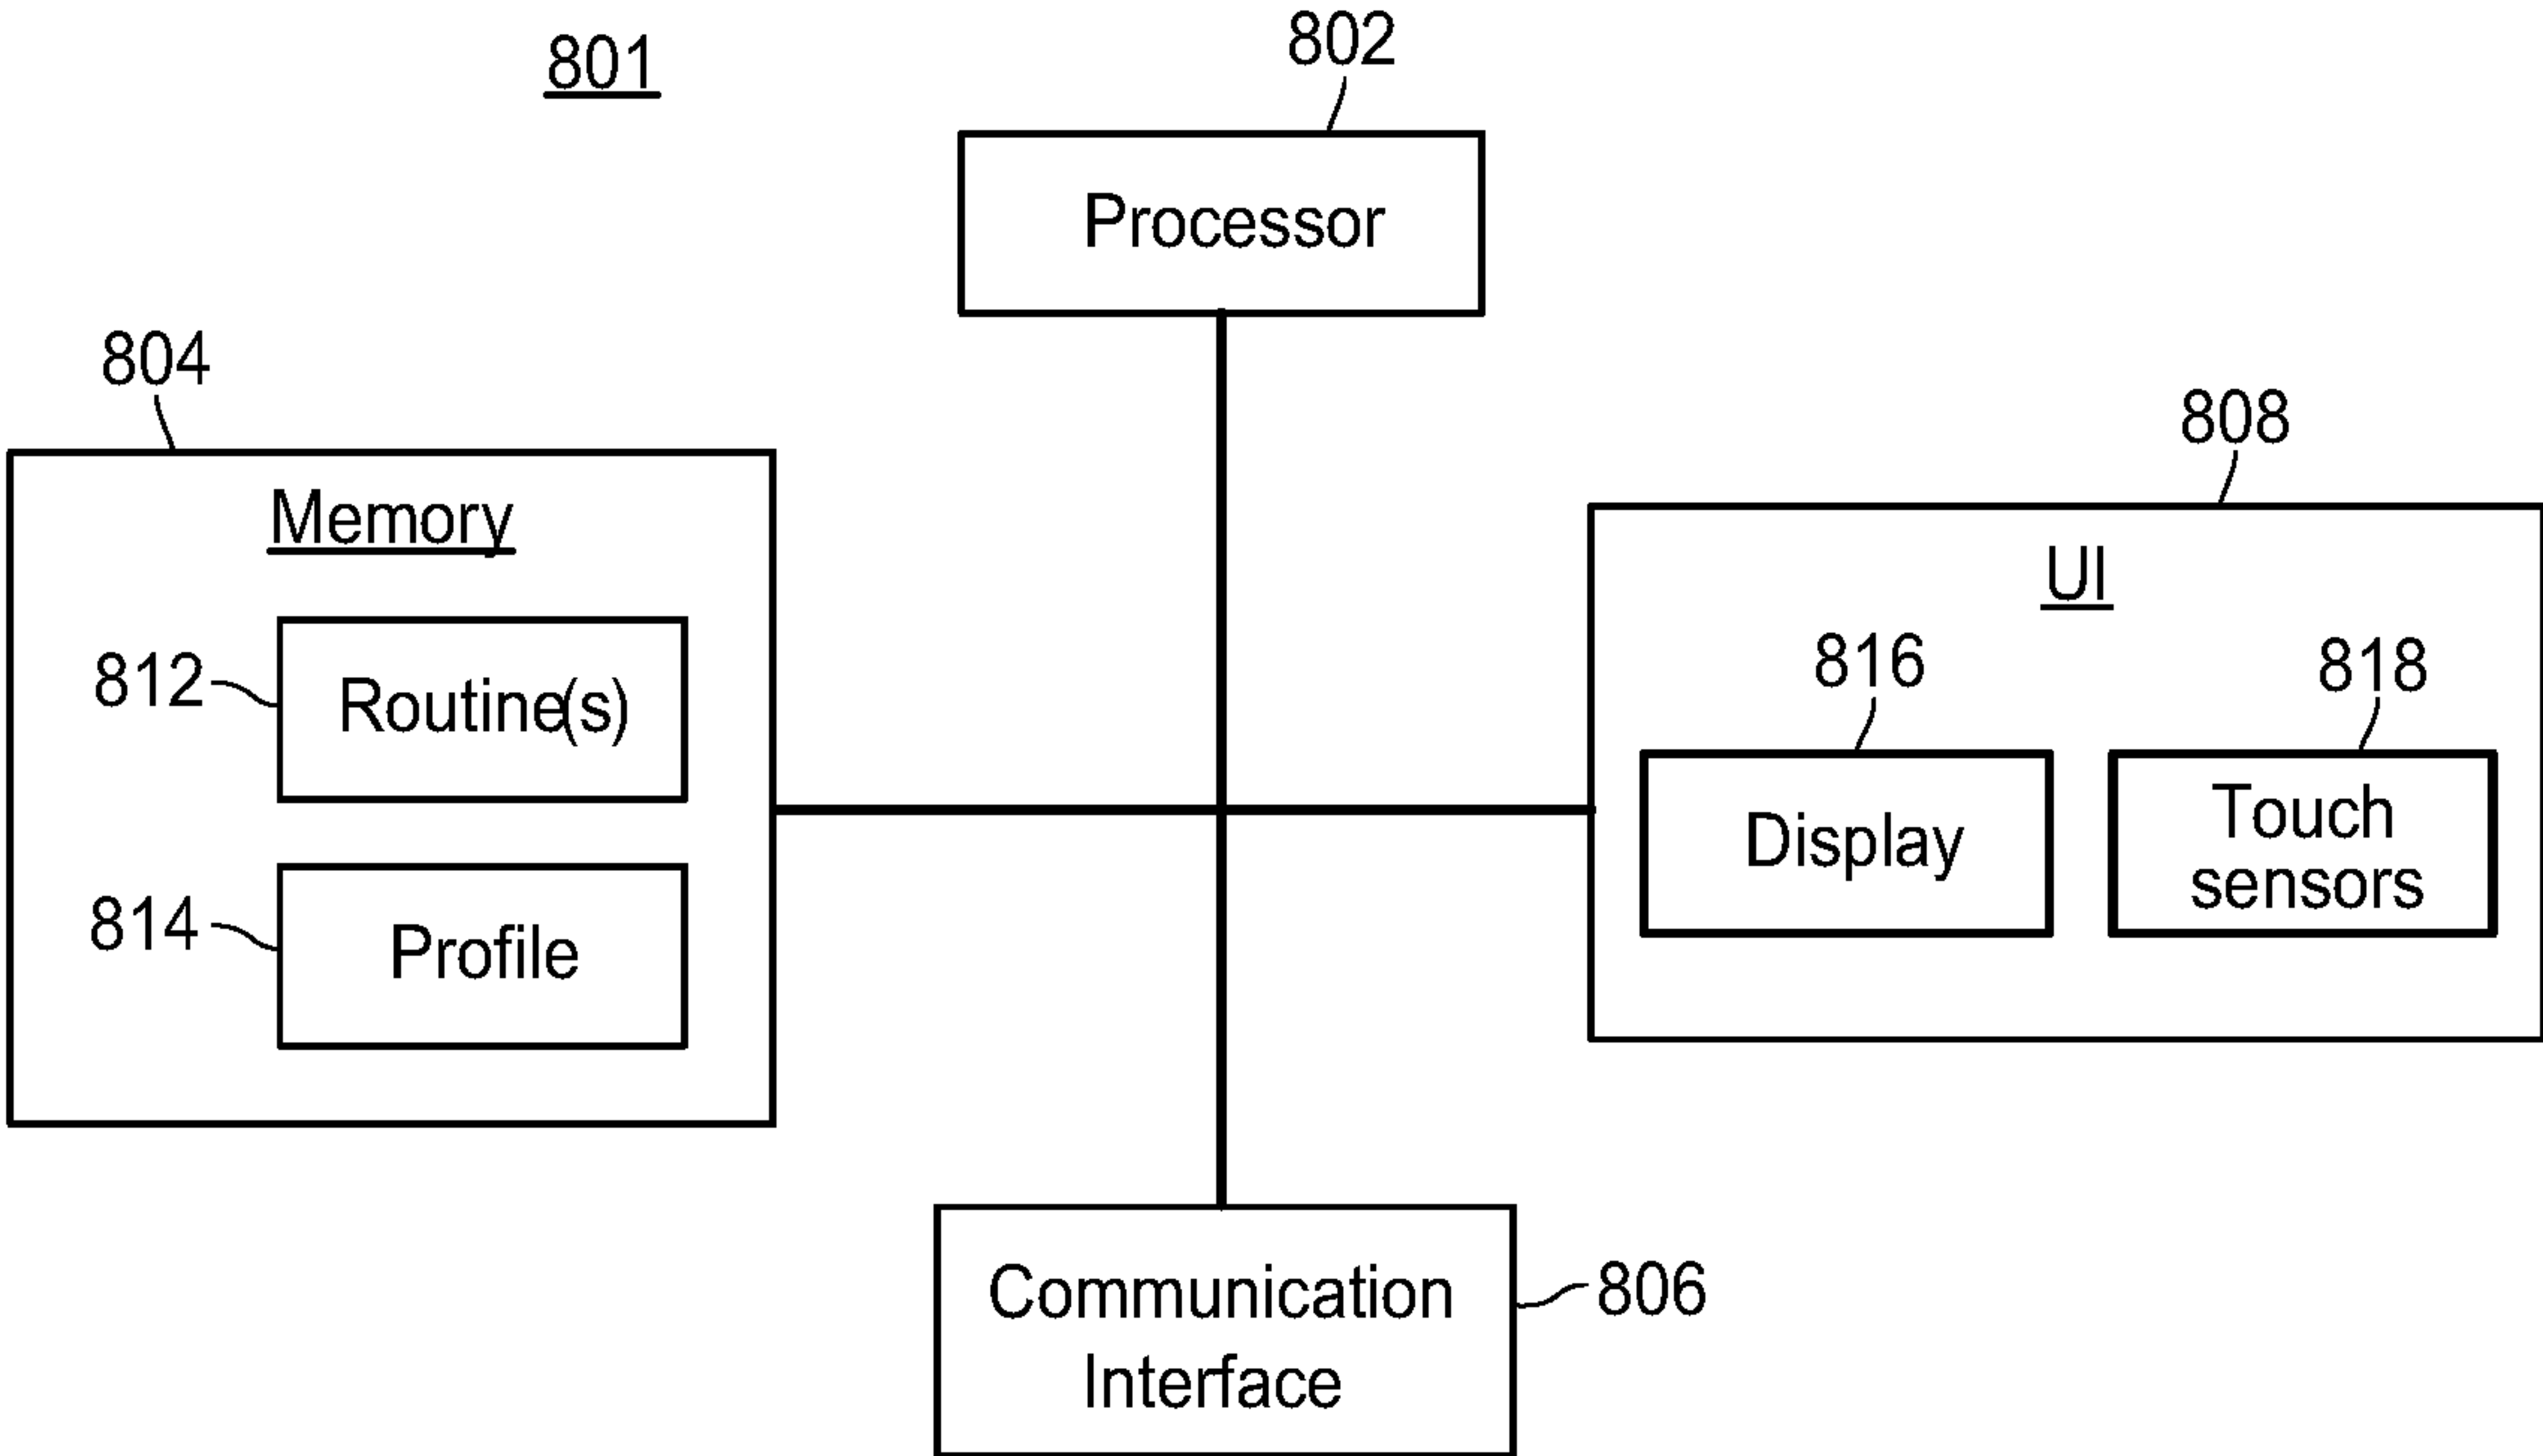 801
802
Processor
804
Memory
812
Routine(s)
814
Profile
808
UI
816
818
Display
Touch
sensors
Communication
Interface
806